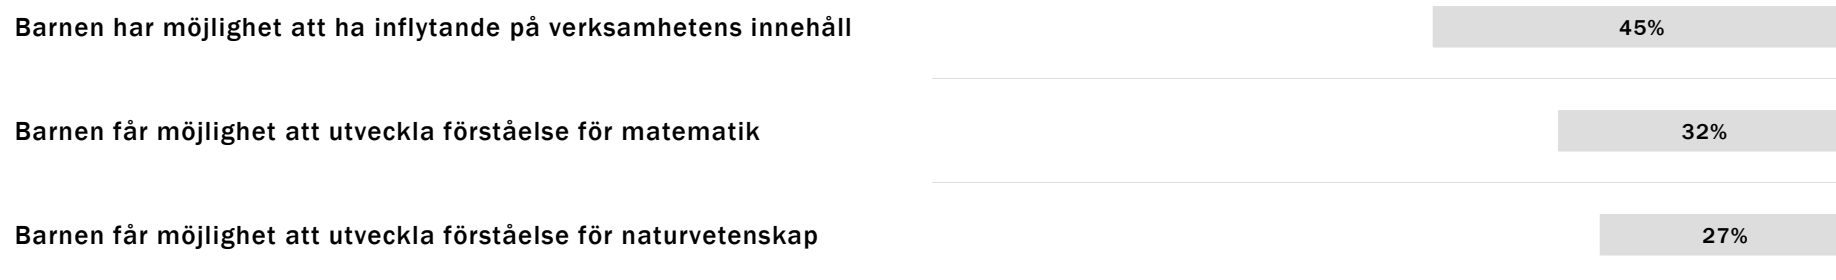 Barnen har möjlighet att ha inflytande på verksamhetens innehåll 45%
Barnen får möjlighet att utveckla förståelse för matematik 32%
Barnen får möjlighet att utveckla förståelse för naturvetenskap 27%